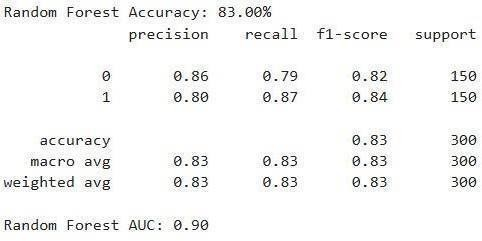 Random Forest Accuracy: 83.00%
precision recall f1-score support
0 0.86 0.79 0.82 150
1 0.80 0.87 0.84 150
accuracy 0.83 300
macro avg 0.83 0.83 0.83 300
weighted avg 0.83 0.83 0.83 300
Random Forest AUC: 0.90